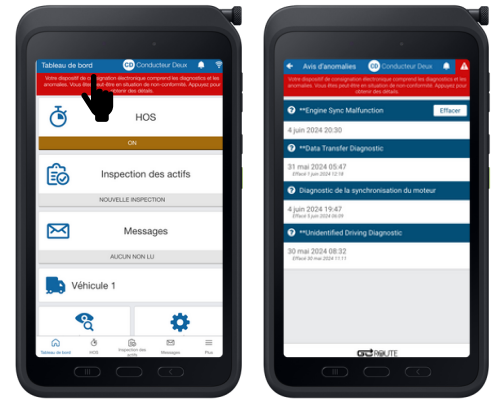 Tableau de bord
CD Conducteur Deux
Votre dispositif de consignation électronique comprend les diagnostics et les
anomalies. Vous êtes peut-être en situation de non-conformité. Appuyez pour
obtenir des détails.
HOS
ON
Inspection des actifs
NOUVELLE INSPECTION
Messages
AUCUN NON LU
Véhicule 1
Tableau de bord
HOS
Inspection des
actifs
Messages
Plus
Avis d'anomalies
CD Conducteur Deux
Votre dispositif de consignation électronique comprend les diagnostics et les
anomalies. Vous êtes peut-être en situation de non-conformité. Appuyez pour
obtenir des détails.
**Engine Sync Malfunction
Effacer
4 juin 2024 20:30
**Data Transfer Diagnostic
31 mai 2024 05:47
Effacé 1 juin 2024 12:18
Diagnostic de la synchronisation du moteur
4 juin 2024 19:47
Effacé 5 juin 2024 06:09
**Unidentified Driving Diagnostic
30 mai 2024 08:32
Effacé 30 mai 2024 11:11
ROUTE